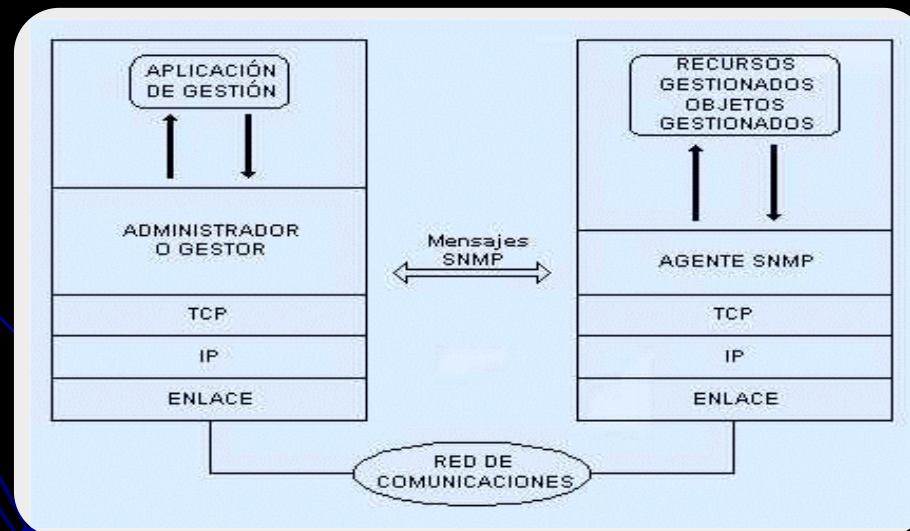 APLICACIÓN
DE GESTIÓN
ADMINISTRADOR
O GESTOR
TCP
IP
ENLACE
Mensajes
SNMP
RECURSOS
GESTIONADOS
OBJETOS
GESTIONADOS
AGENTE SNMP
TCP
IP
ENLACE
RED DE
COMUNICACIONES